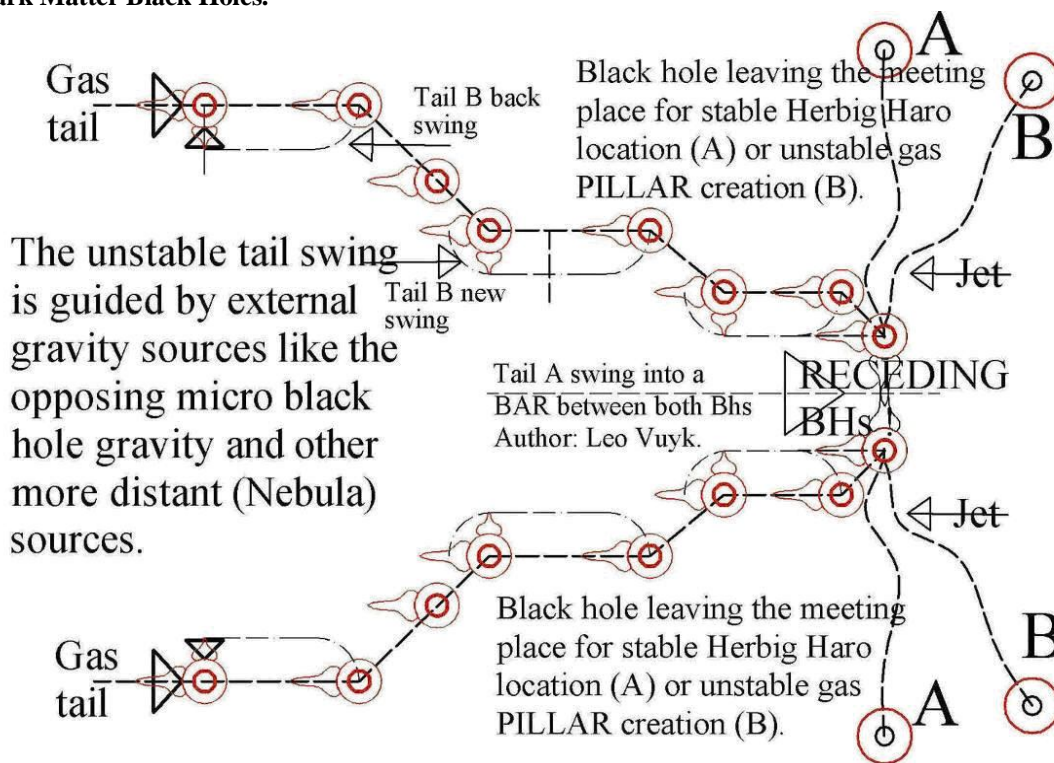 Matter Black Holes.
Gas
tail
Tail B back
swing
Black hole leaving the meeting
place for stable Herbig Haro
location (A) or unstable gas
PILLAR creation (B).
A
B
The unstable tail swing
is guided by external
gravity sources like the
opposing micro black
hole gravity and other
more distant (Nebula)
sources.
Tail B new
swing
Jet
Tail A swing into a
BAR between both Bhs
Author: Leo Vuyk.
RECEDING
BHs
Jet
Gas
tail
Black hole leaving the meeting
place for stable Herbig Haro
location (A) or unstable gas
PILLAR creation (B).
A
B